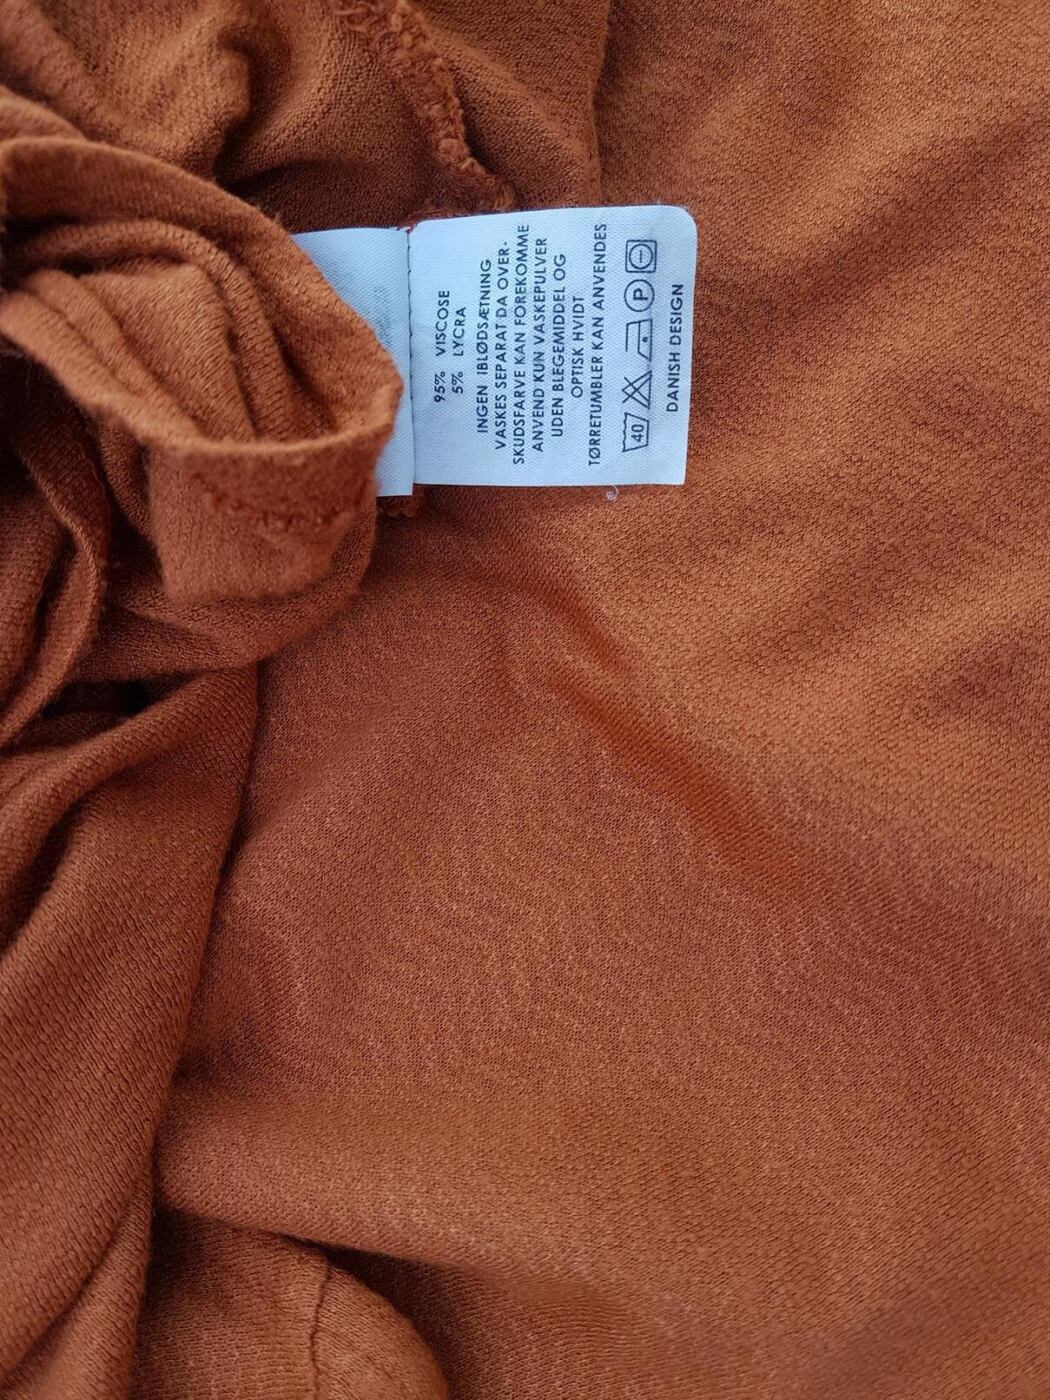 95% VISCOSE
5% LYCRA
INGEN IBLØDSÆTNING
VASKES SEPARAT DA OVER-
SKUDSFARVE KAN FOREKOMME
ANVEND KUN VASKEPULVER
UDEN BLEGEMIDDEL OG
OPTISK HVIDT
TØRRETUMBLER KAN ANVENDES
40 P
DANISH DESIGN